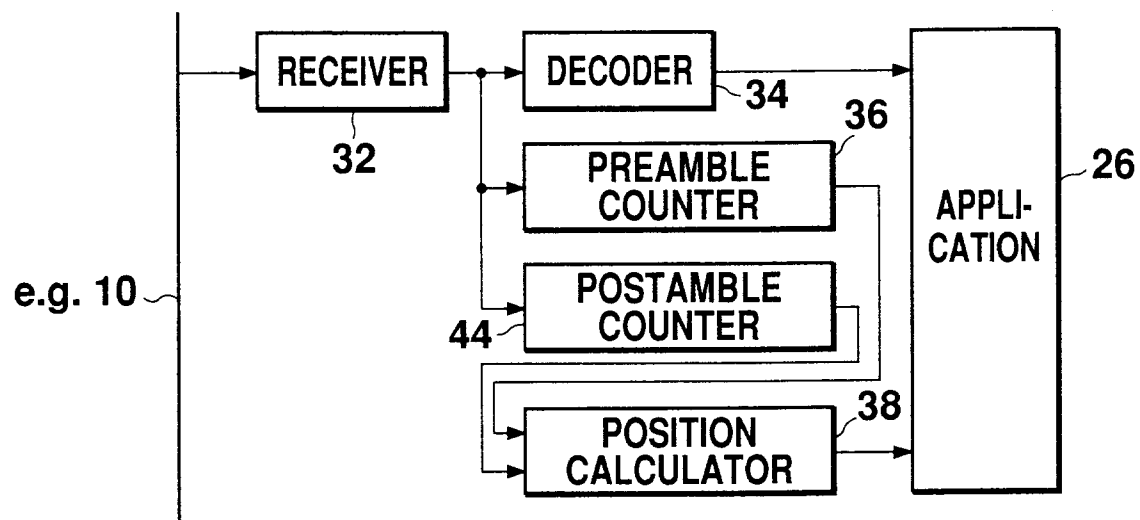 RECEIVER
32
DECODER
34
PREAMBLE
COUNTER
36
POSTAMBLE
COUNTER
44
POSITION
CALCULATOR
38
APPLI-
CATION
26
e.g. 10